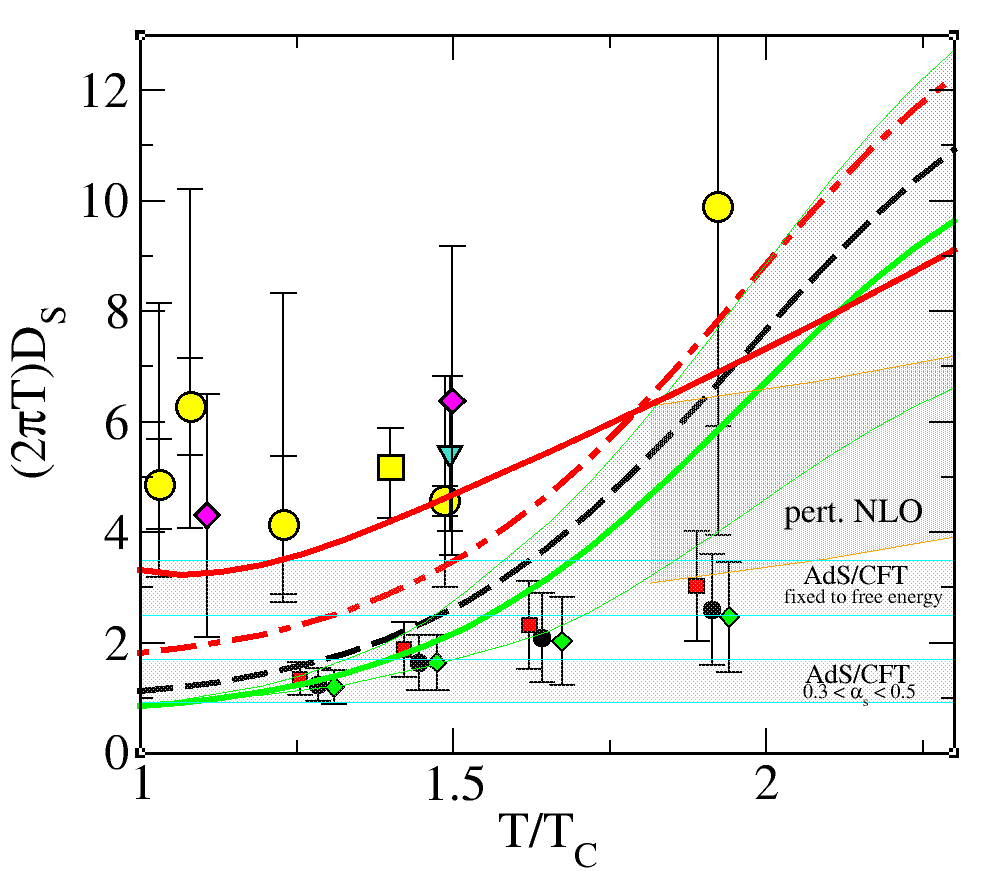 12
10
8
6
4
2
0
(2πT)D_S
pert. NLO
AdS/CFT
fixed to free energy
AdS/CFT
0.3 < α_s < 0.5
1
1.5
2
T/T_C